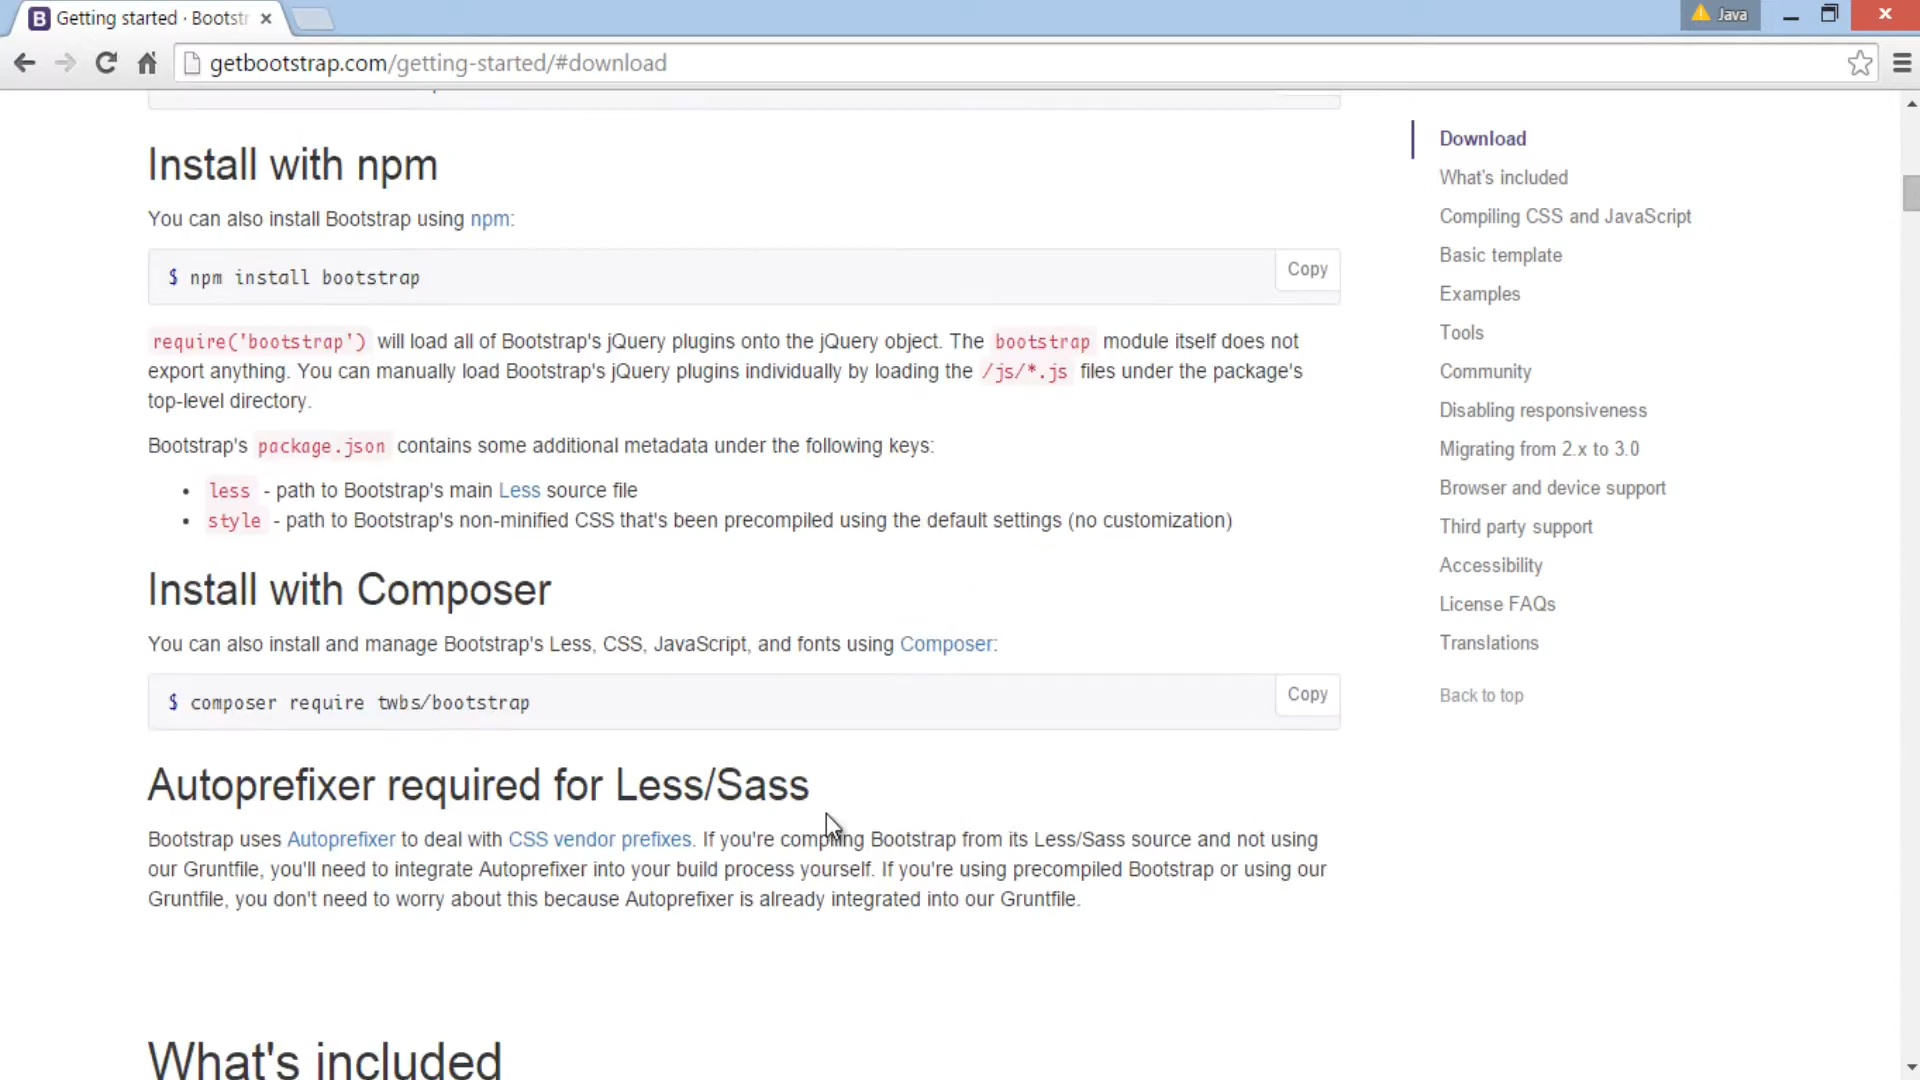 Getting started · Bootstr
Java
getbootstrap.com/getting-started/#download
Install with npm
You can also install Bootstrap using npm:
$ npm install bootstrap
Copy
require('bootstrap') will load all of Bootstrap's jQuery plugins onto the jQuery object. The bootstrap module itself does not
export anything. You can manually load Bootstrap's jQuery plugins individually by loading the /js/*.js files under the package's
top-level directory.
Bootstrap's package.json contains some additional metadata under the following keys:
• less - path to Bootstrap's main Less source file
• style - path to Bootstrap's non-minified CSS that's been precompiled using the default settings (no customization)
Install with Composer
You can also install and manage Bootstrap's Less, CSS, JavaScript, and fonts using Composer:
$ composer require twbs/bootstrap
Copy
Autoprefixer required for Less/Sass
Bootstrap uses Autoprefixer to deal with CSS vendor prefixes. If you're compiling Bootstrap from its Less/Sass source and not using
our Gruntfile, you'll need to integrate Autoprefixer into your build process yourself. If you're using precompiled Bootstrap or using our
Gruntfile, you don't need to worry about this because Autoprefixer is already integrated into our Gruntfile.
What's included
Download
What's included
Compiling CSS and JavaScript
Basic template
Examples
Tools
Community
Disabling responsiveness
Migrating from 2.x to 3.0
Browser and device support
Third party support
Accessibility
License FAQs
Translations
Back to top